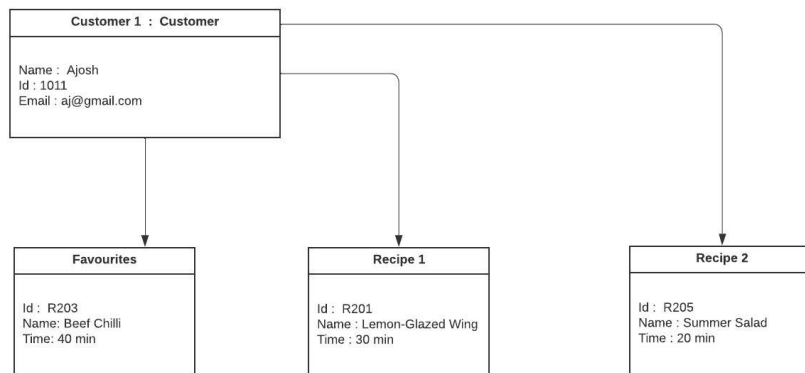 Customer 1 : Customer
Name : Ajosh
Id : 1011
Email : aj@gmail.com
Favourites
Id : R203
Name: Beef Chilli
Time: 40 min
Recipe 1
Id : R201
Name : Lemon-Glazed Wing
Time : 30 min
Recipe 2
Id : R205
Name : Summer Salad
Time : 20 min